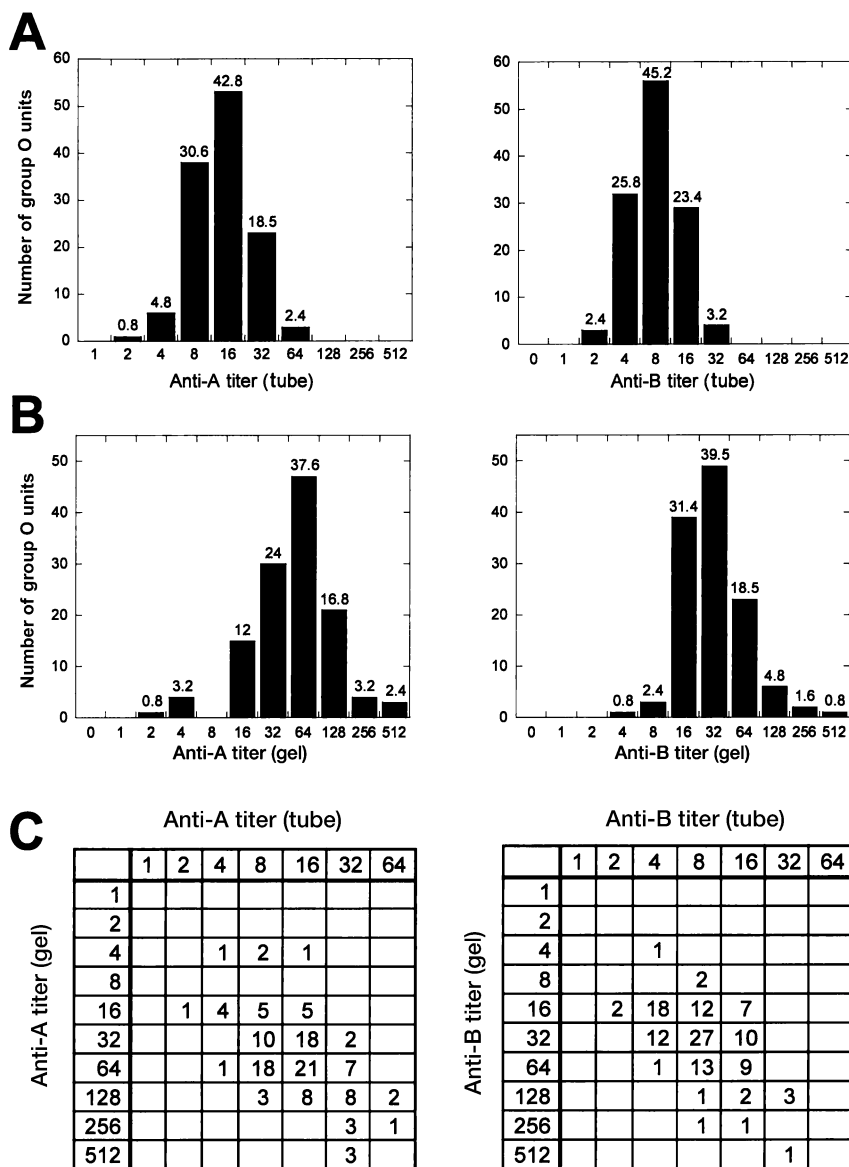 A
Number of group O units
60
50
40
30
20
10
0
0.8
4.8
30.6
42.8
18.5
2.4
1 2 4 8 16 32 64 128 256 512
Anti-A titer (tube)
60
50
40
30
20
10
0
2.4
25.8
45.2
23.4
3.2
0 1 2 4 8 16 32 64 128 256 512
Anti-B titer (tube)
B
Number of group O units
50
40
30
20
10
0
0.8
3.2
12
24
37.6
16.8
3.2
2.4
0 1 2 4 8 16 32 64 128 256 512
Anti-A titer (gel)
50
40
30
20
10
0
0.8
2.4
31.4
39.5
18.5
4.8
1.6
0.8
0 1 2 4 8 16 32 64 128 256 512
Anti-B titer (gel)
C
Anti-A titer (tube)
Anti-A titer (gel)
1 2 4 8 16 32 64
1
2
4 1 2 1
8
16 1 4 5 5
32 10 18 2
64 1 18 21 7
128 3 8 8 2
256 3 1
512 3
Anti-B titer (tube)
Anti-B titer (gel)
1 2 4 8 16 32 64
1
2
4 1
8 2
16 2 18 12 7
32 12 27 10
64 1 13 9
128 1 2 3
256 1 1
512 1